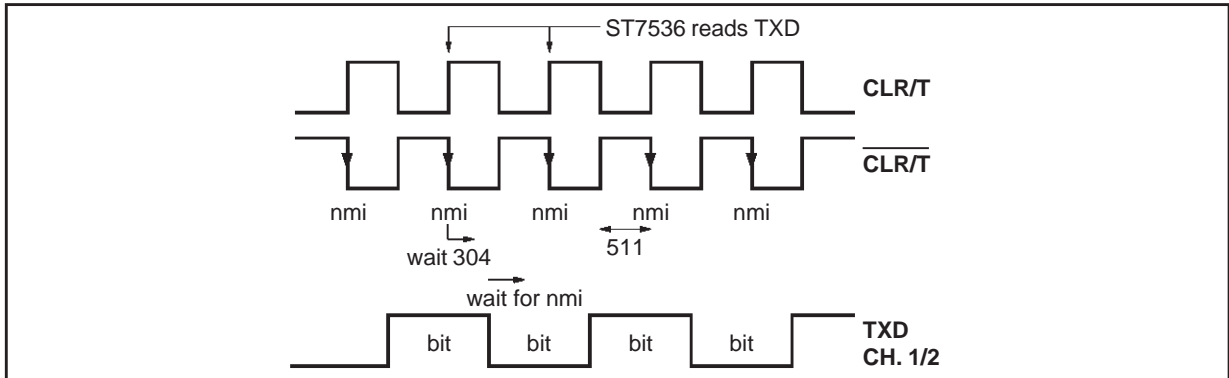 ST7536 reads TXD
CLR/T
CLR/T
nmi nmi nmi nmi nmi
wait 304
511
wait for nmi
bit bit bit bit
TXD
CH. 1/2